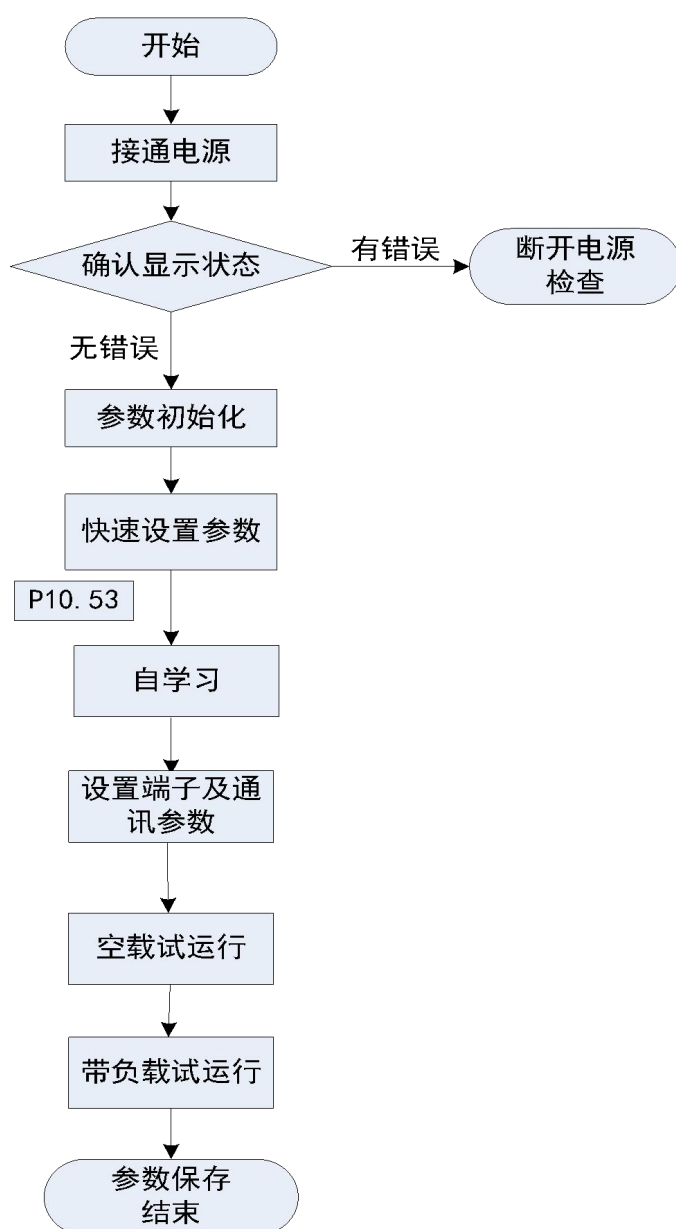 开始
接通电源
确认显示状态
有错误
断开电源
检查
无错误
参数初始化
快速设置参数
P10.53
自学习
设置端子及通
讯参数
空载试运行
带负载试运行
参数保存
结束